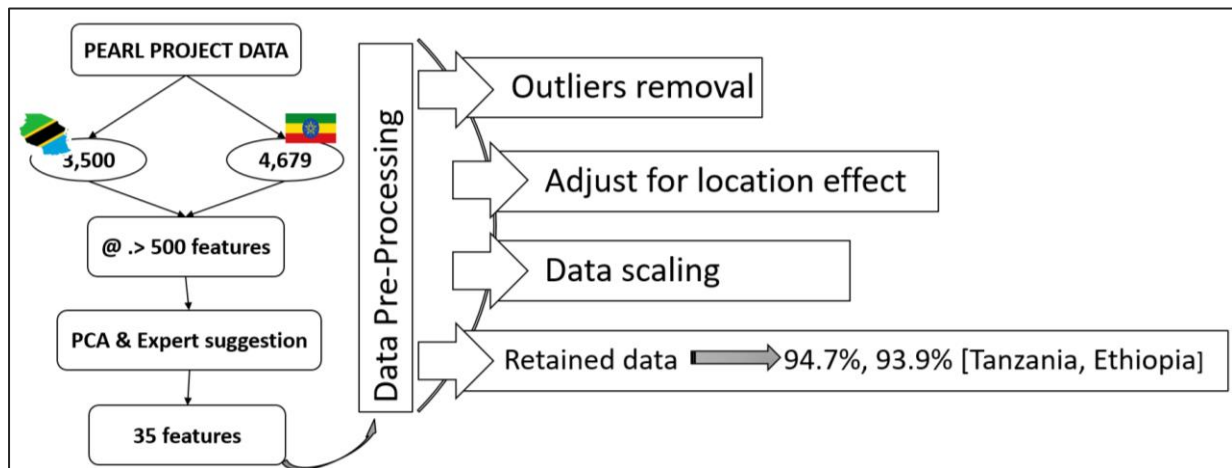 PEARL PROJECT DATA
3,500
4,679
@ .> 500 features
PCA & Expert suggestion
35 features
Data Pre-Processing
Outliers removal
Adjust for location effect
Data scaling
Retained data 94.7%, 93.9% [Tanzania, Ethiopia]